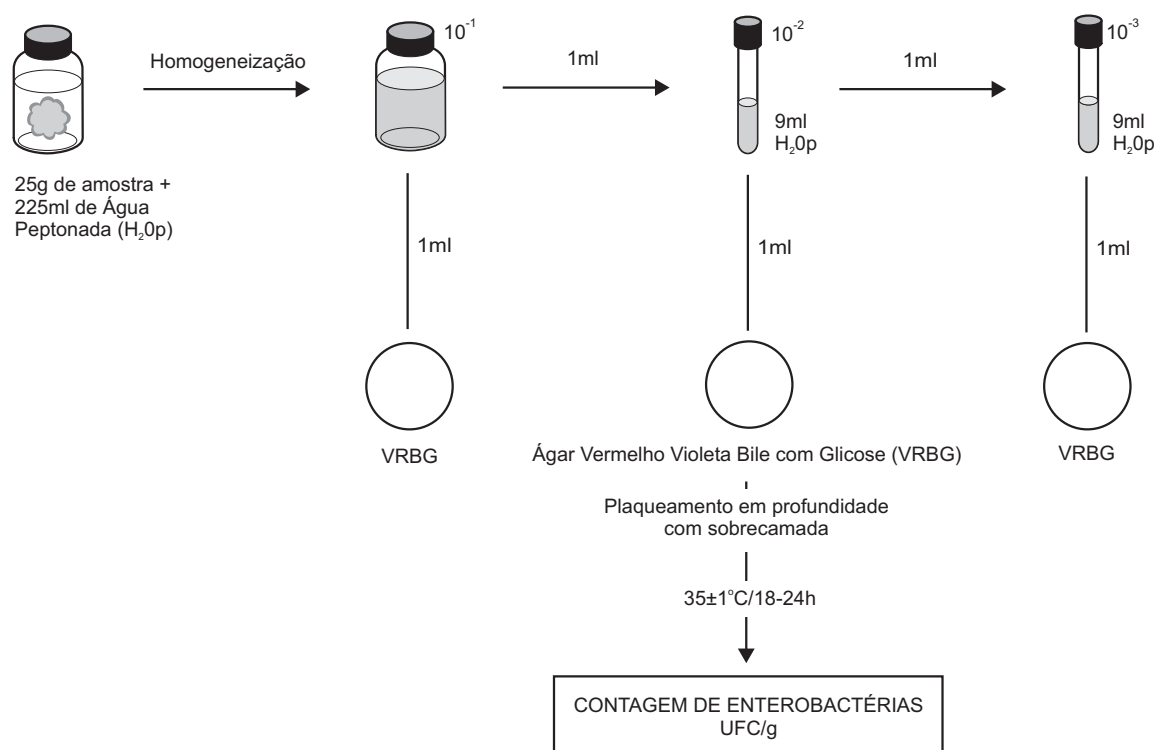 10⁻¹
10⁻²
10⁻³
Homogeneização
1ml
1ml
9ml
H₂0p
9ml
H₂0p
25g de amostra +
225ml de Água
Peptonada (H₂0p)
1ml
1ml
1ml
VRBG
Ágar Vermelho Violeta Bile com Glicose (VRBG)
VRBG
Plaqueamento em profundidade
com sobrecamada
35±1°C/18-24h
CONTAGEM DE ENTEROBACTÉRIAS
UFC/g